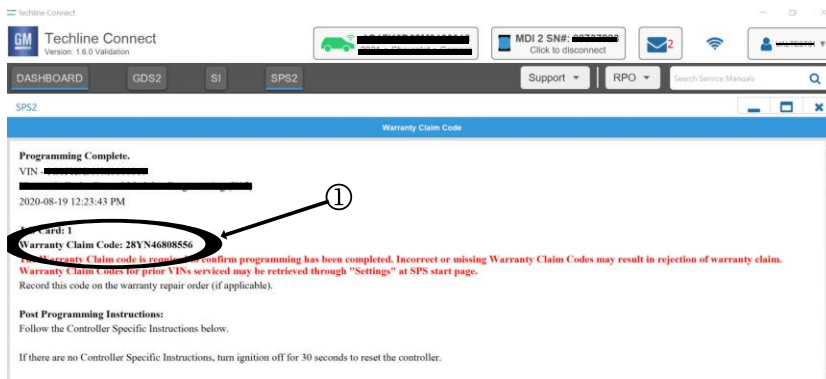 Techline Connect
GM Techline Connect
Version: 1.6.0 Validation
MDI 2 SN#:
Click to disconnect
2
DASHBOARD GDS2 SI SPS2 Support RPO Search Service Manuals
SPS2
Warranty Claim Code
Programming Complete.
VIN -
2020-08-19 12:23:43 PM
1
Card: 1
Warranty Claim Code: 28YN46808556
Warranty Claim code is required to confirm programming has been completed. Incorrect or missing Warranty Claim Codes may result in rejection of warranty claim.
Warranty Claim Codes for prior VINs serviced may be retrieved through "Settings" at SPS start page.
Record this code on the warranty repair order (if applicable).
Post Programming Instructions:
Follow the Controller Specific Instructions below.
If there are no Controller Specific Instructions, turn ignition off for 30 seconds to reset the controller.